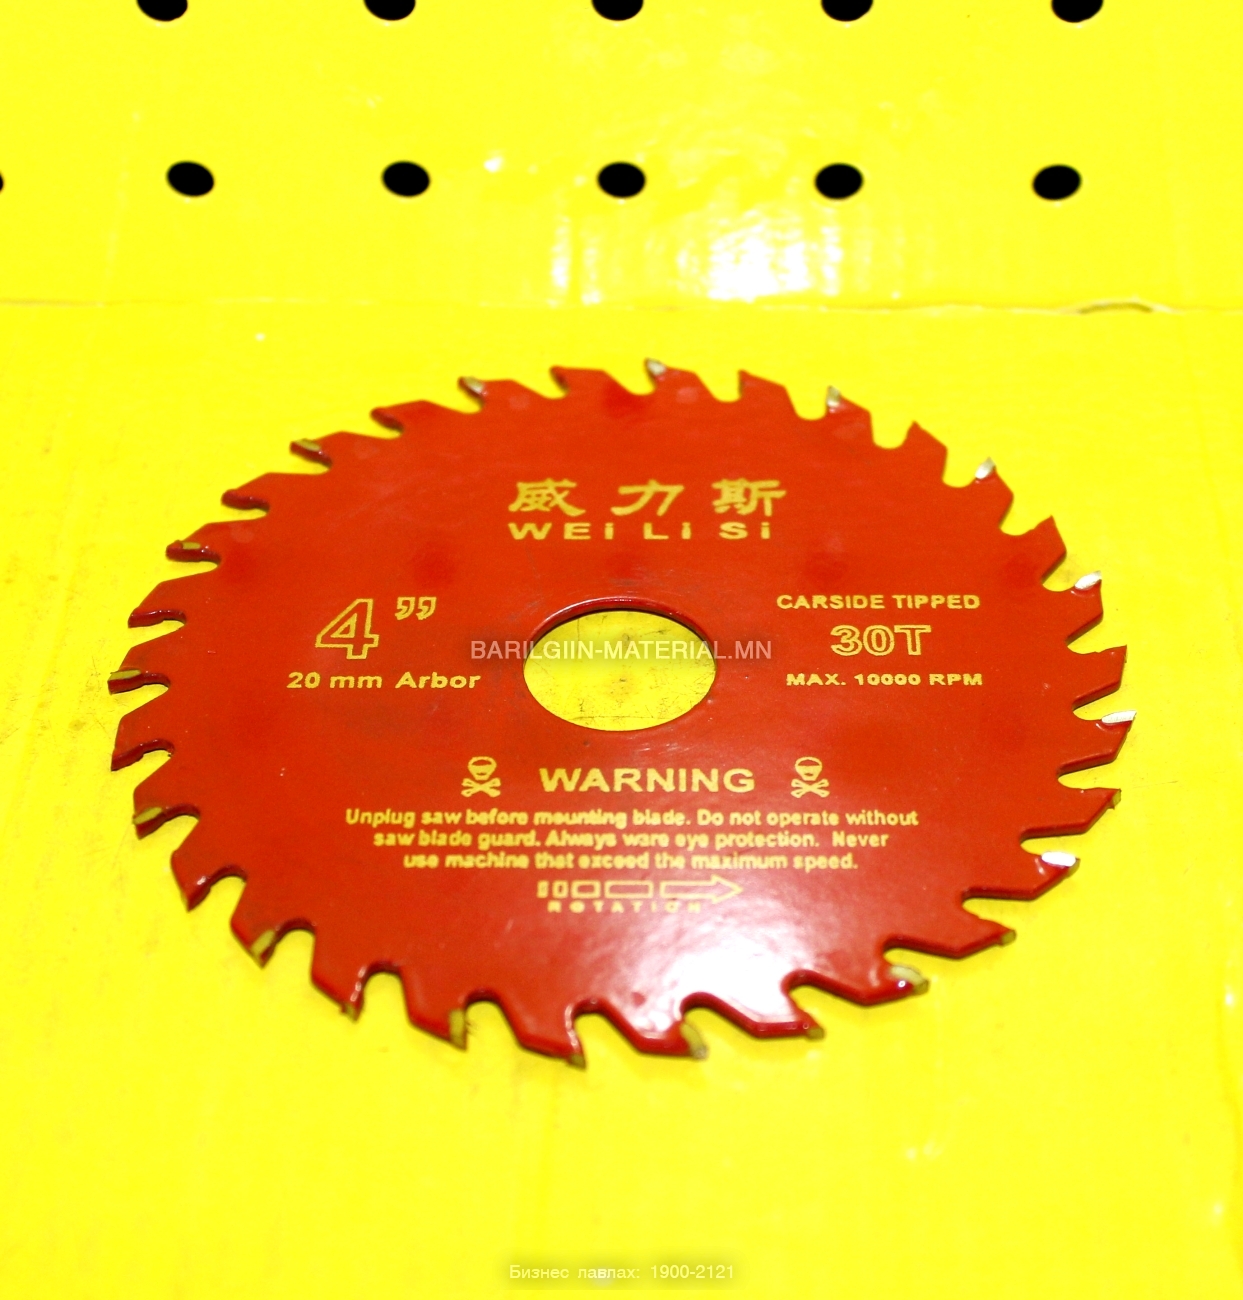 威力斯
WEi Li Si
4”
CARSIDE TIPPED
30T
BARILGIIN-MATERIAL.MN
20 mm Arbor
MAX. 10000 RPM
WARNING
Unplug saw before mounting blade. Do not operate without
saw blade guard. Always ware eye protection. Never
use machine that exceed the maximum speed.
ROTATION
Бизнес лавлах: 1900-2121